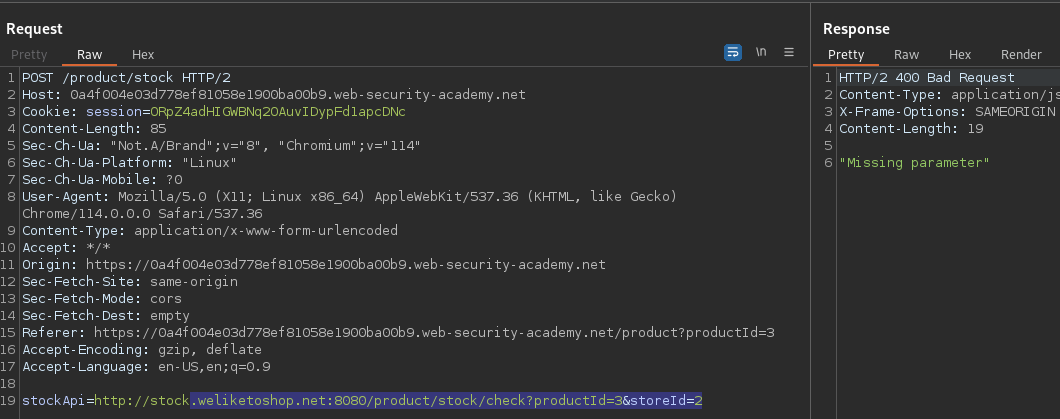 Request
Response
Pretty Raw Hex
\n
Pretty Raw Hex Render
1 POST /product/stock HTTP/2
2 Host: 0a4f004e03d778ef81058e1900ba00b9.web-security-academy.net
3 Cookie: session=ORpZ4adHIGWBNq2OAuvIDypFd1apcDNc
4 Content-Length: 85
5 Sec-Ch-Ua: "Not.A/Brand";v="8", "Chromium";v="114"
6 Sec-Ch-Ua-Platform: "Linux"
7 Sec-Ch-Ua-Mobile: ?0
8 User-Agent: Mozilla/5.0 (X11; Linux x86_64) AppleWebKit/537.36 (KHTML, like Gecko)
Chrome/114.0.0.0 Safari/537.36
9 Content-Type: application/x-www-form-urlencoded
10 Accept: */*
11 Origin: https://0a4f004e03d778ef81058e1900ba00b9.web-security-academy.net
12 Sec-Fetch-Site: same-origin
13 Sec-Fetch-Mode: cors
14 Sec-Fetch-Dest: empty
15 Referer: https://0a4f004e03d778ef81058e1900ba00b9.web-security-academy.net/product?productId=3
16 Accept-Encoding: gzip, deflate
17 Accept-Language: en-US,en;q=0.9
18
19 stockApi=http://stock.weliketoshop.net:8080/product/stock/check?productId=3&storeId=2
1 HTTP/2 400 Bad Request
2 Content-Type: application/js
3 X-Frame-Options: SAMEORIGIN
4 Content-Length: 19
5
6 "Missing parameter"